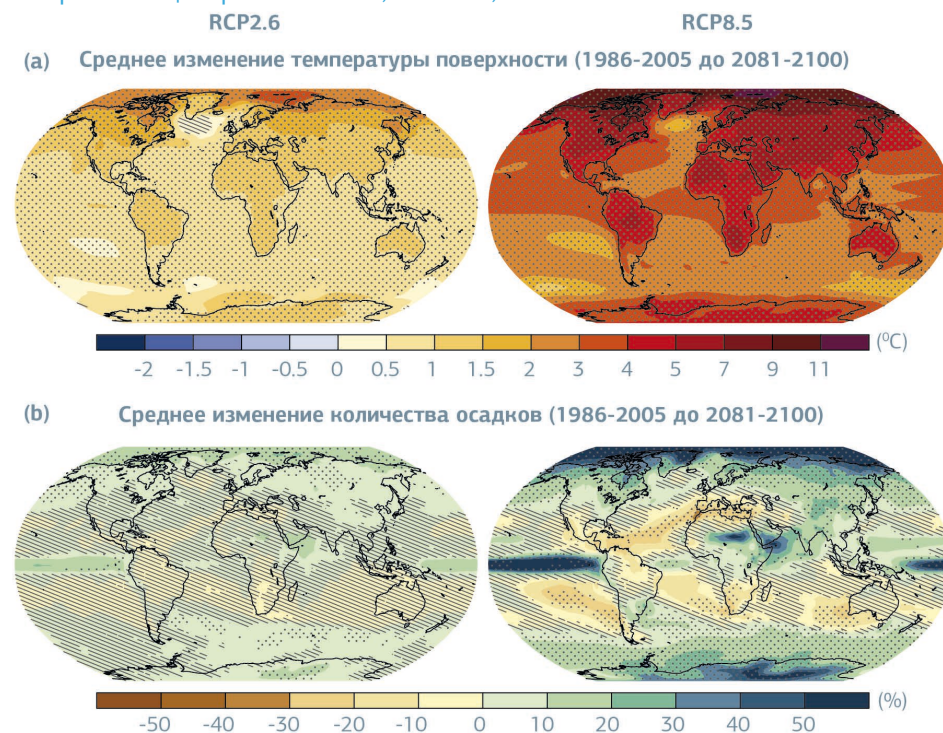 RCP2.6 RCP8.5
(a) Среднее изменение температуры поверхности (1986-2005 до 2081-2100)
(⁰C)
-2 -1.5 -1 -0.5 0 0.5 1 1.5 2 3 4 5 7 9 11
(b) Среднее изменение количества осадков (1986-2005 до 2081-2100)
(%)
-50 -40 -30 -20 -10 0 10 20 30 40 50